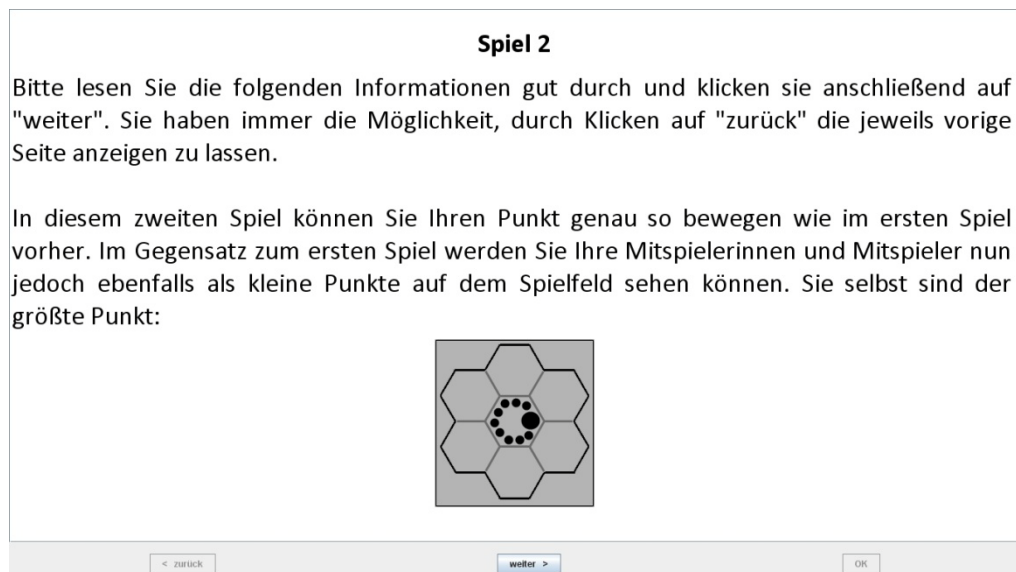 Spiel 2
Bitte lesen Sie die folgenden Informationen gut durch und klicken sie anschließend auf
"weiter". Sie haben immer die Möglichkeit, durch Klicken auf "zurück" die jeweils vorige
Seite anzeigen zu lassen.
In diesem zweiten Spiel können Sie Ihren Punkt genau so bewegen wie im ersten Spiel
vorher. Im Gegensatz zum ersten Spiel werden Sie Ihre Mitspielerinnen und Mitspieler nun
jedoch ebenfalls als kleine Punkte auf dem Spielfeld sehen können. Sie selbst sind der
größte Punkt:
< zurück weiter > OK